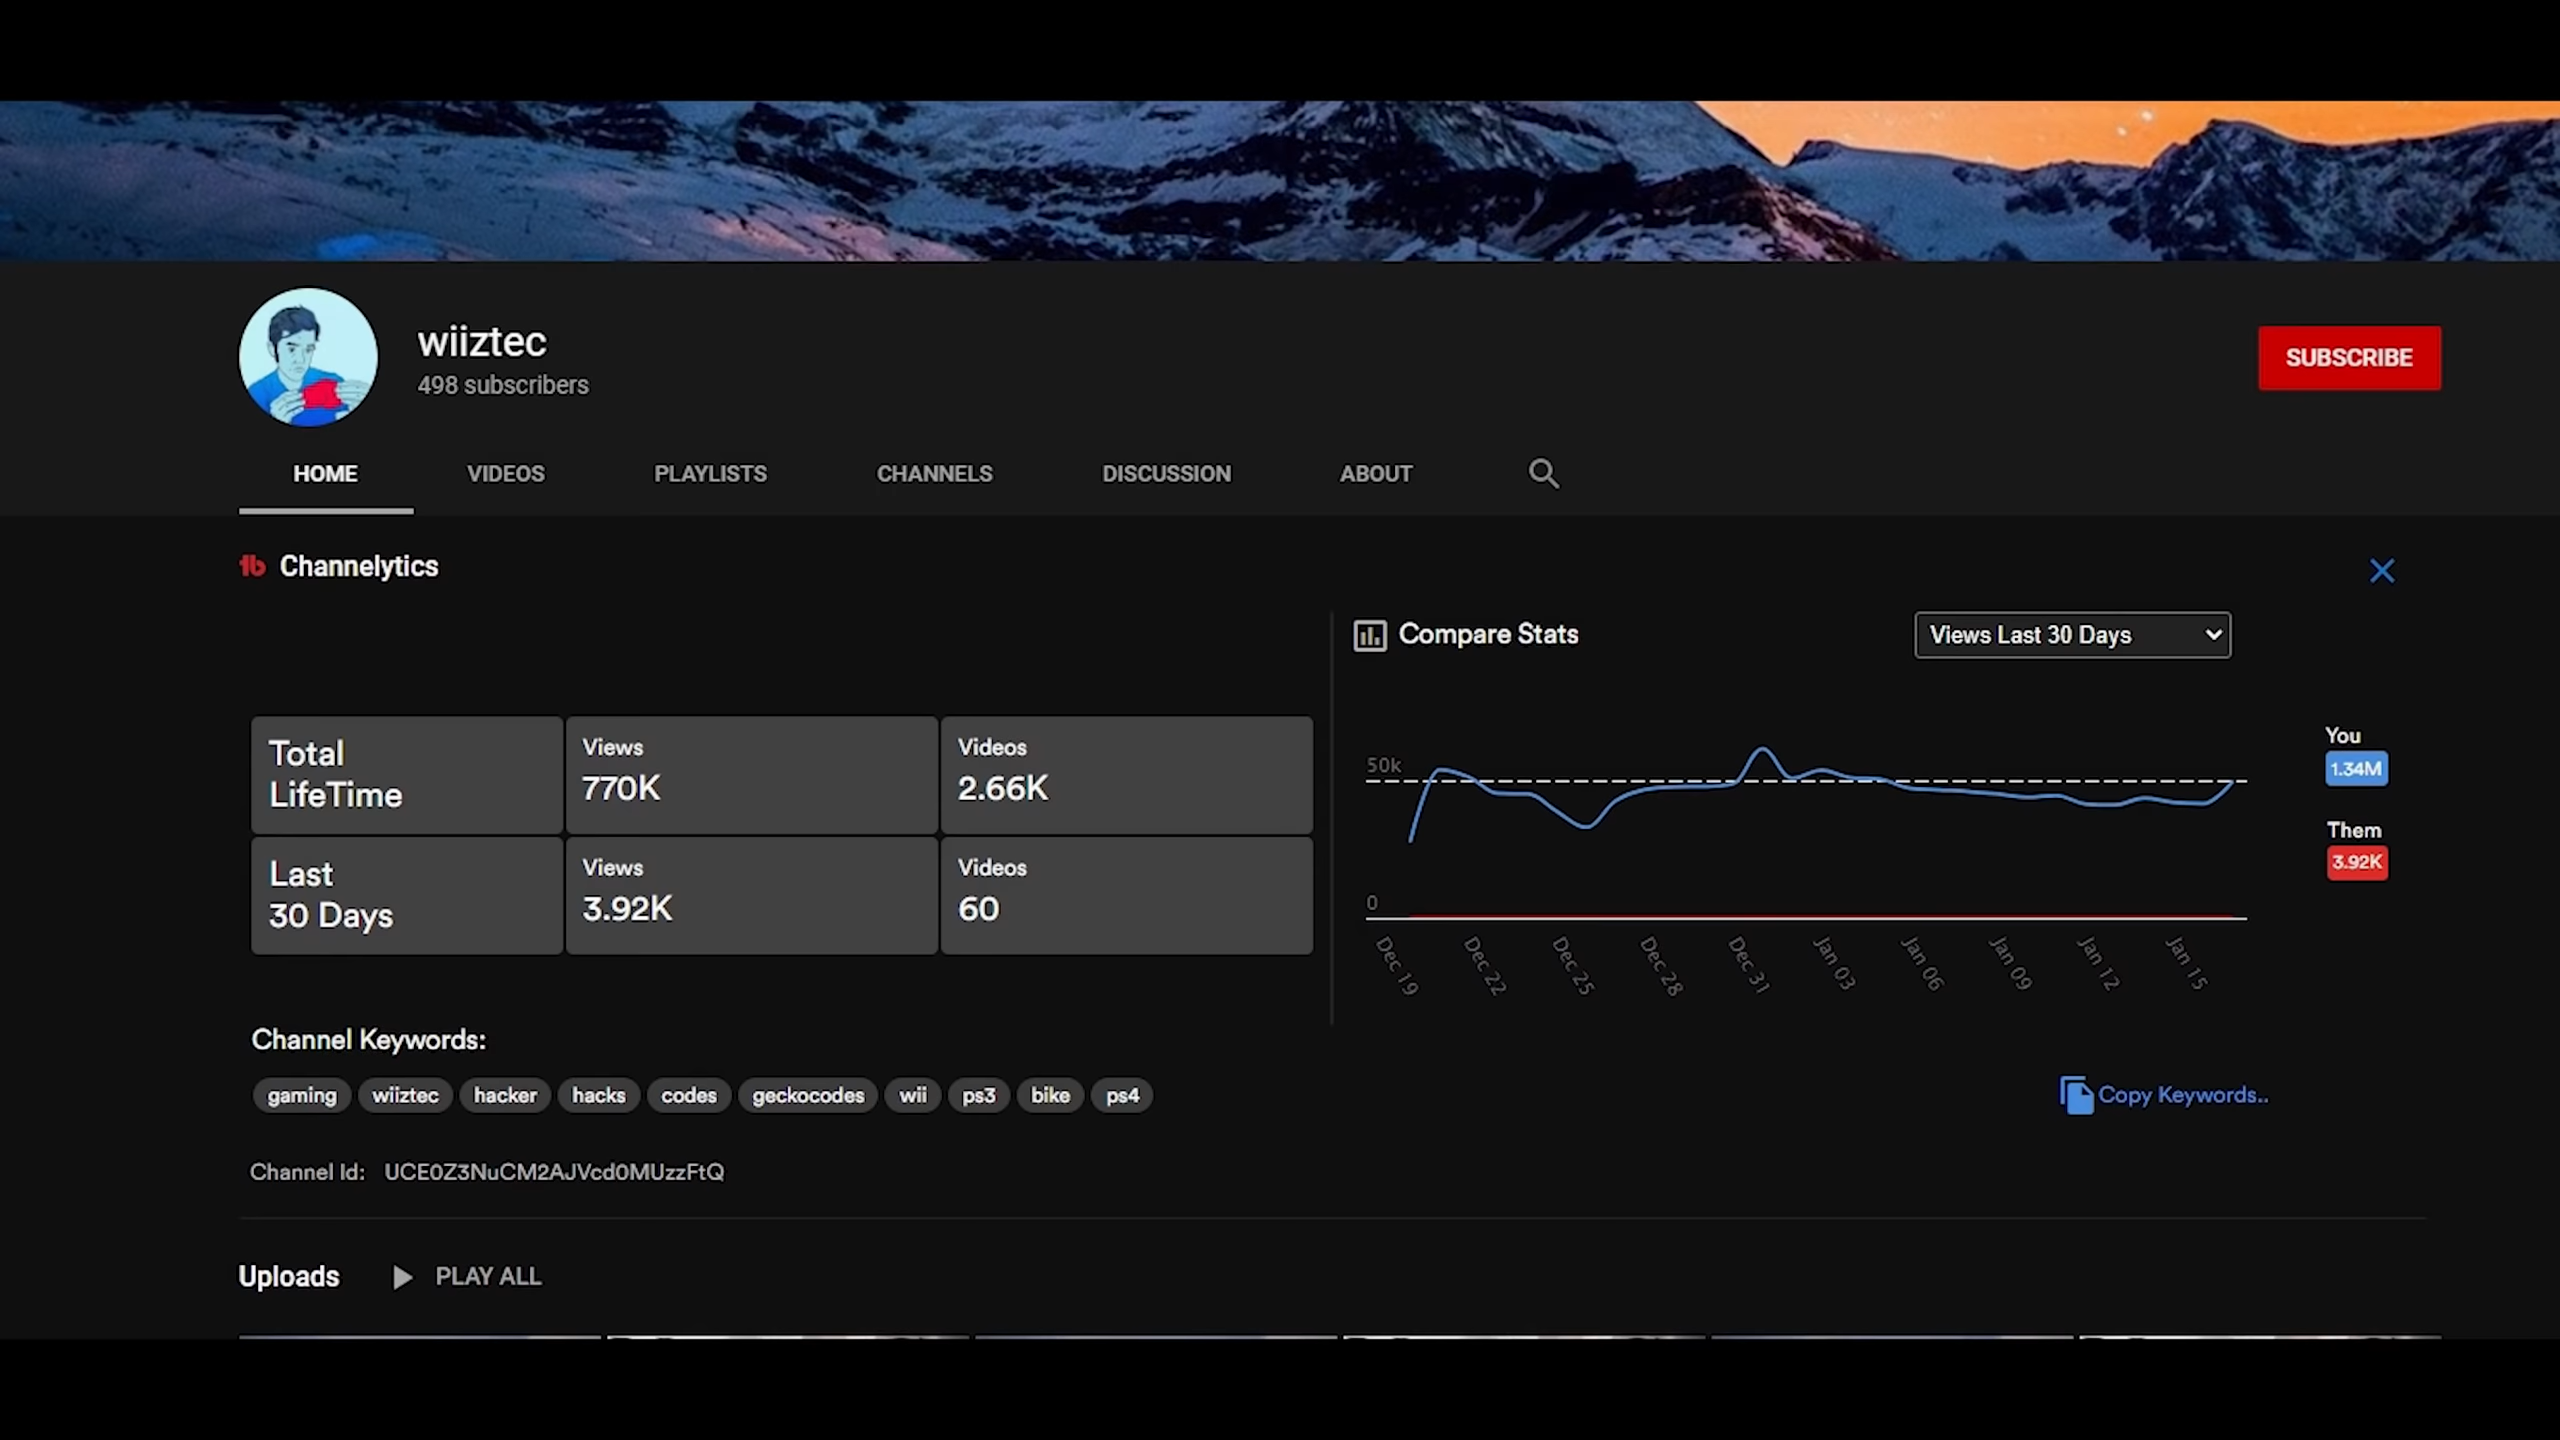 wiiztec
498 subscribers
SUBSCRIBE
HOME VIDEOS PLAYLISTS CHANNELS DISCUSSION ABOUT
tb Channelytics
Compare Stats Views Last 30 Days
Total LifeTime
Views
770K
Videos
2.66K
Last 30 Days
Views
3.92K
Videos
60
50k
0
Dec 19 Dec 22 Dec 25 Dec 28 Dec 31 Jan 03 Jan 06 Jan 09 Jan 12 Jan 15
You
1.34M
Them
3.92K
Channel Keywords:
gaming wiiztec hacker hacks codes geckocodes wii ps3 bike ps4
Copy Keywords..
Channel Id: UCE0Z3NuCM2AJVcd0MUzzFtQ
Uploads PLAY ALL